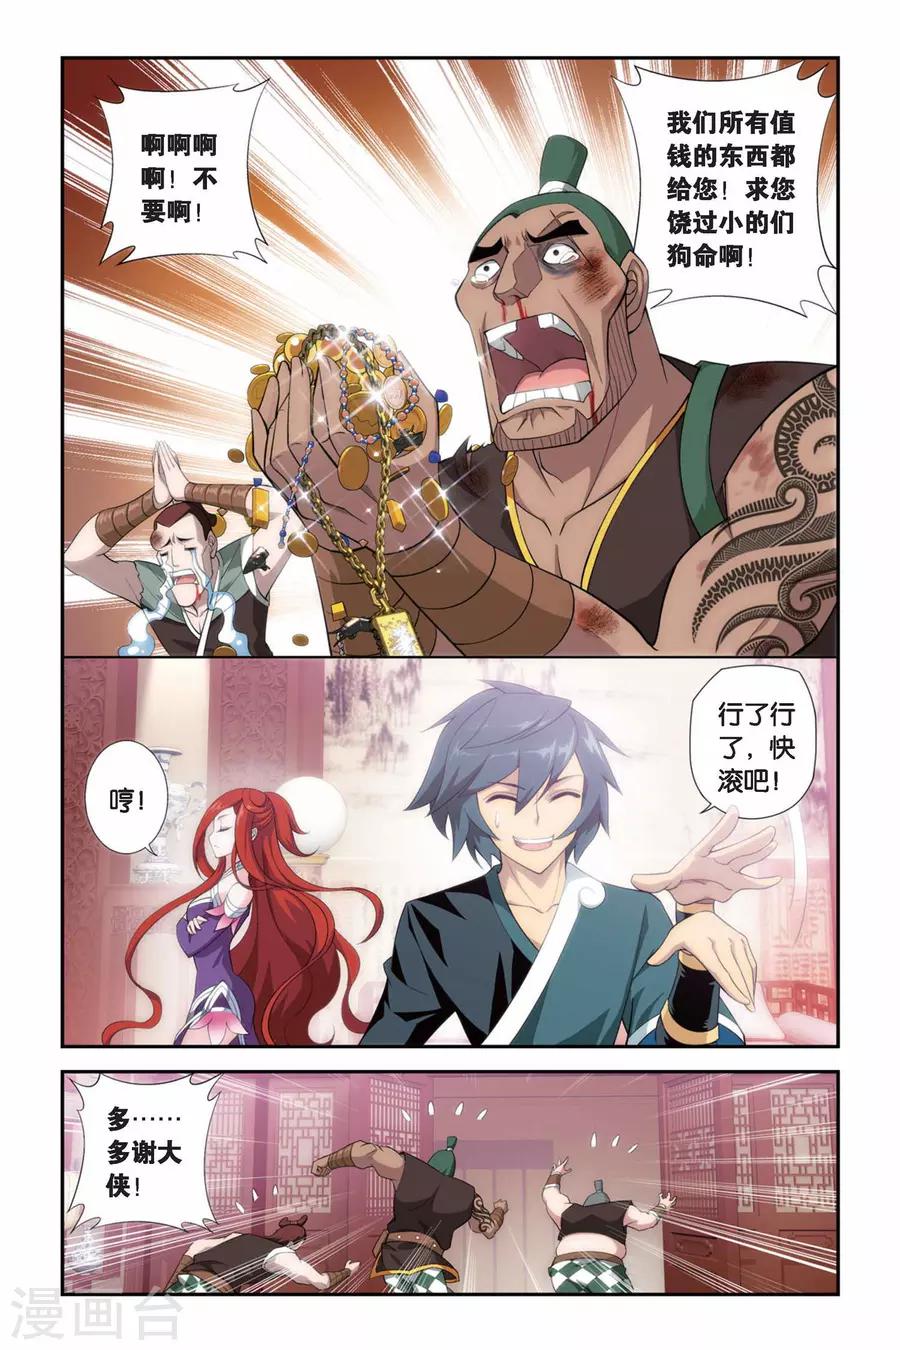 啊啊啊
啊！不
要啊！
我们所有值
钱的东西都
给您！求您
饶过小的们
狗命啊！
哼！
行了行
了，快
滚吧！
多……
多谢大
侠！
漫画台